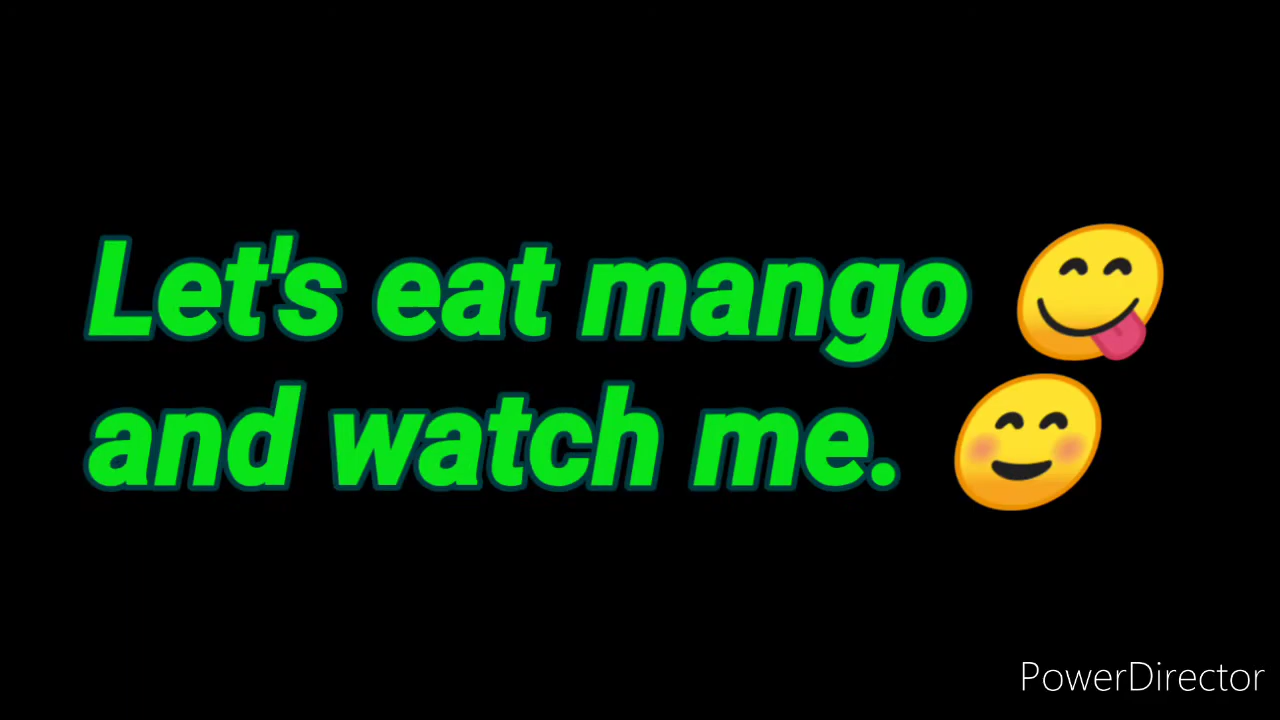 Let's eat mango 😋
and watch me. 😊
PowerDirector